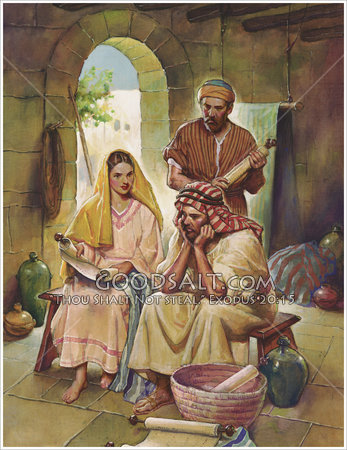 GOODSALT.COM
"THOU SHALT NOT STEAL." EXODUS 20:15